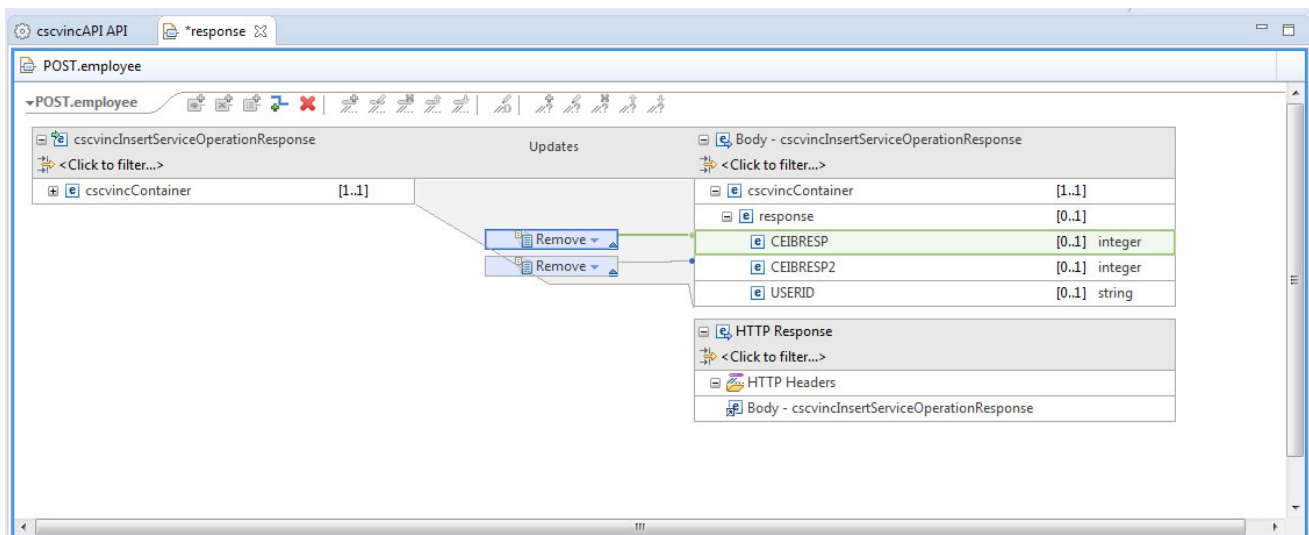 cscvincAPI API *response
POST.employee
POST.employee
cscvincInsertServiceOperationResponse
<Click to filter...>
cscvincContainer [1..1]
Updates
Remove
Remove
Body - cscvincInsertServiceOperationResponse
<Click to filter...>
cscvincContainer [1..1]
response [0..1]
CEIBRESP [0..1] integer
CEIBRESP2 [0..1] integer
USERID [0..1] string
HTTP Response
<Click to filter...>
HTTP Headers
Body - cscvincInsertServiceOperationResponse